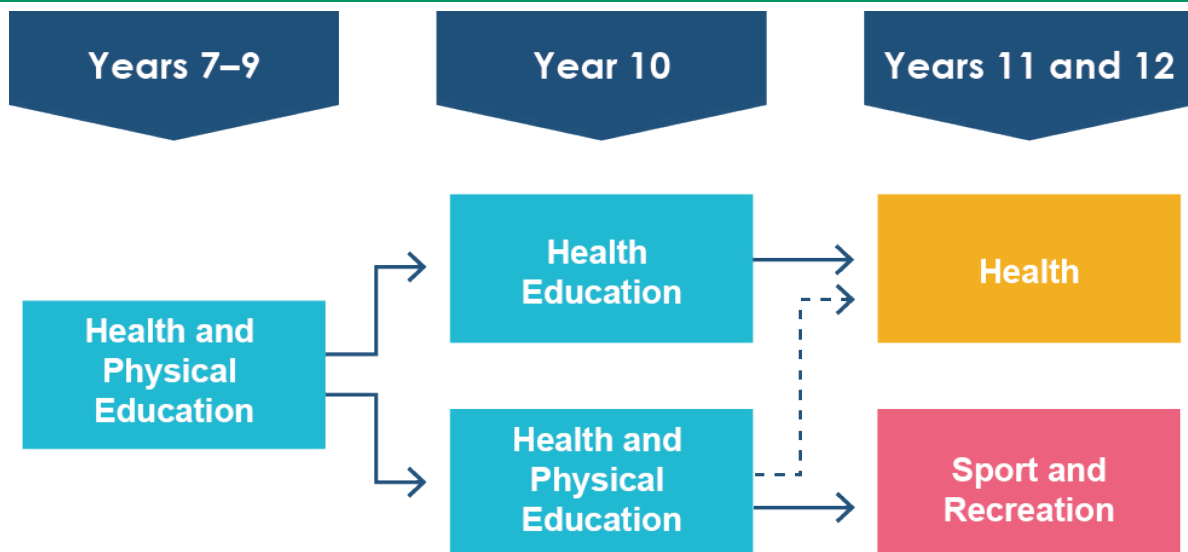 Years 7–9
Year 10
Years 11 and 12
Health and
Physical
Education
Health
Education
Health and
Physical
Education
Health
Sport and
Recreation